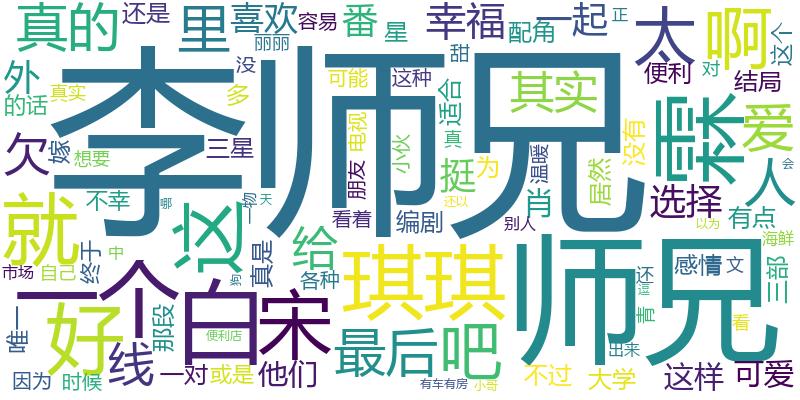 真的
还是
里
喜欢
容易
番
星
幸福
配角
一起
正
太
啊
这个
丽丽
甜
便利
对
结局
外
的话
真实
没
多
李师兄
可能
这种
适合
其实
没有
霖
爱
欠
嫁
想要
三星
电视
小伙
真
挺
为
温暖
居然
人
会
不幸
哪
物
天
朋友
还以
肖
选择
有点
就
这
看着
编剧
别人
以为
海鲜
终于
中
真是
给
市场
自己
狗
各种
琪琪
师兄
还
感情
文
三部
逗
一个
白
宋
好
唯一
那段
便利店
最后
吧
青
看
线
出来
因为
时候
一对
或是
他们
有车有房
小哥
不过
大学
这样
可爱